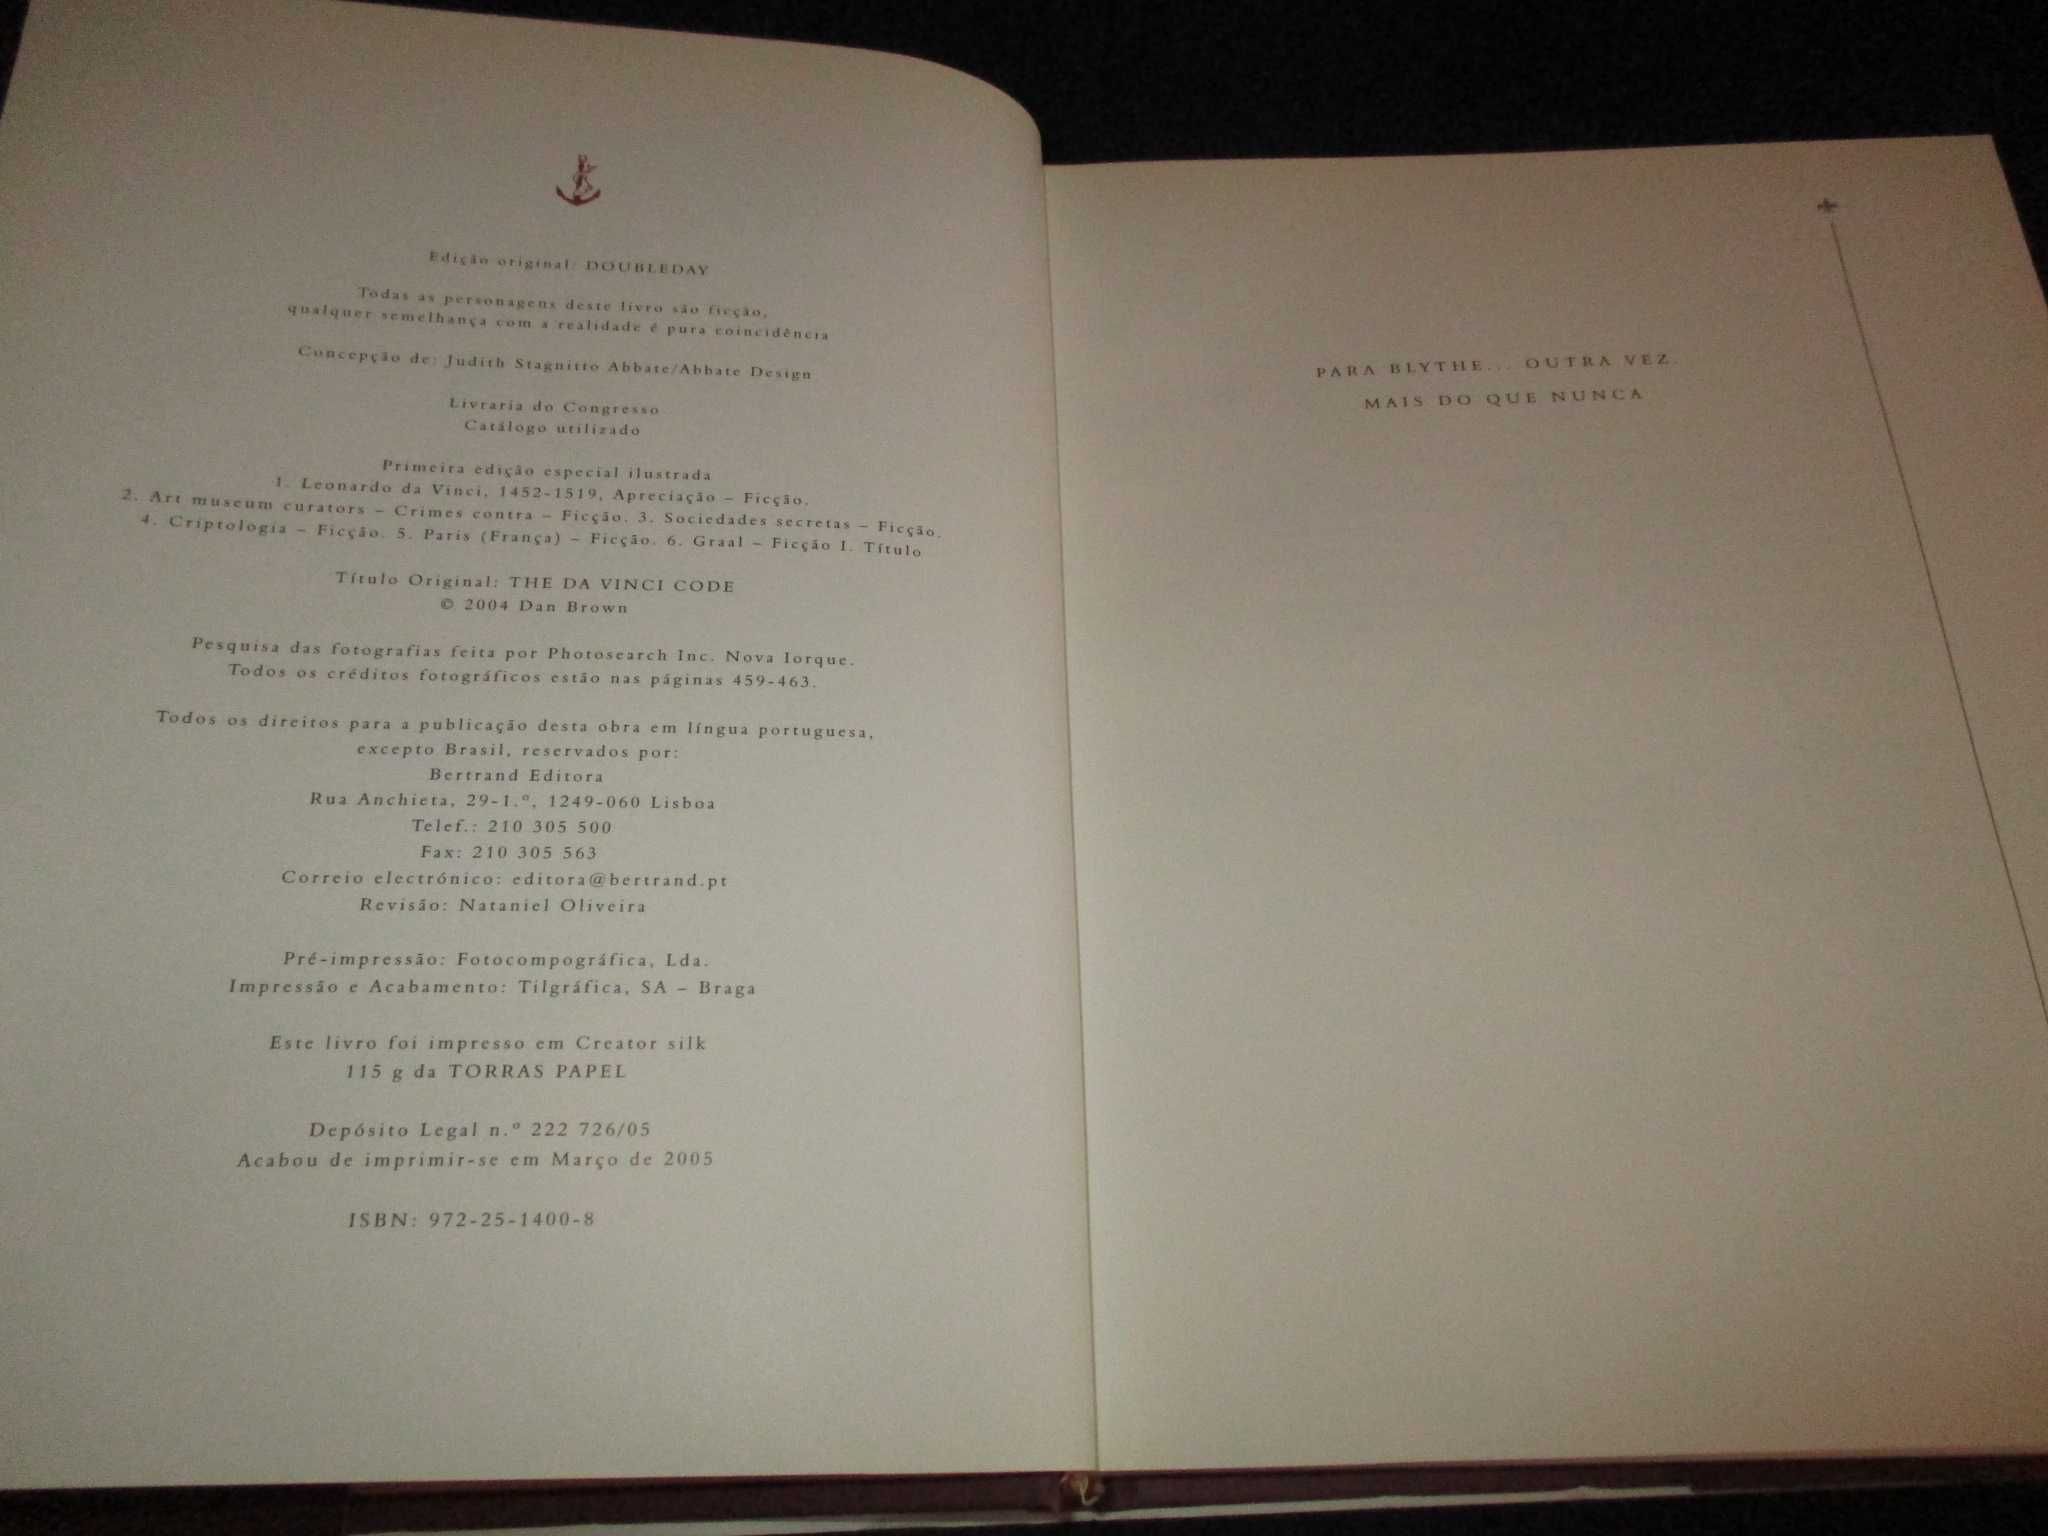 Edição original: DOUBLEDAY
Todas as personagens deste livro são ficção,
qualquer semelhança com a realidade é pura coincidência
Concepção de: Judith Stagnitto Abbate/Abbate Design
Livraria do Congresso
Catálogo utilizado
Primeira edição especial ilustrada
1. Leonardo da Vinci, 1452-1519, Apreciação – Ficção.
2. Art museum curators – Crimes contra – Ficção. 3. Sociedades secretas – Ficção.
4. Criptologia – Ficção. 5. Paris (França) – Ficção. 6. Graal – Ficção I. Título
Título Original: THE DA VINCI CODE
© 2004 Dan Brown
Pesquisa das fotografias feita por Photosearch Inc. Nova Iorque.
Todos os créditos fotográficos estão nas páginas 459-463.
Todos os direitos para a publicação desta obra em língua portuguesa,
excepto Brasil, reservados por:
Bertrand Editora
Rua Anchieta, 29-1.º, 1249-060 Lisboa
Telef.: 210 305 500
Fax: 210 305 563
Correio electrónico: editora@bertrand.pt
Revisão: Nataniel Oliveira
Pré-impressão: Fotocompográfica, Lda.
Impressão e Acabamento: Tilgráfica, SA – Braga
Este livro foi impresso em Creator silk
115 g da TORRAS PAPEL
Depósito Legal n.º 222 726/05
Acabou de imprimir-se em Março de 2005
ISBN: 972-25-1400-8
PARA BLYTHE... OUTRA VEZ.
MAIS DO QUE NUNCA